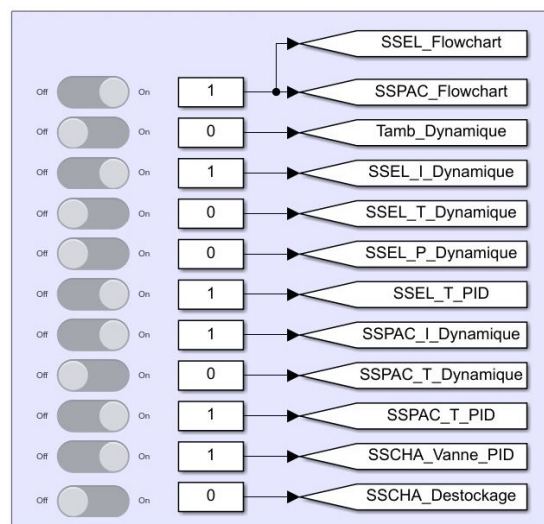 SSEL_Flowchart
Off On 1 SSPAC_Flowchart
Off On 0 Tamb_Dynamique
Off On 1 SSEL_I_Dynamique
Off On 0 SSEL_T_Dynamique
Off On 0 SSEL_P_Dynamique
Off On 1 SSEL_T_PID
Off On 1 SSPAC_I_Dynamique
Off On 0 SSPAC_T_Dynamique
Off On 1 SSPAC_T_PID
Off On 1 SSCHA_Vanne_PID
Off On 0 SSCHA_Destockage